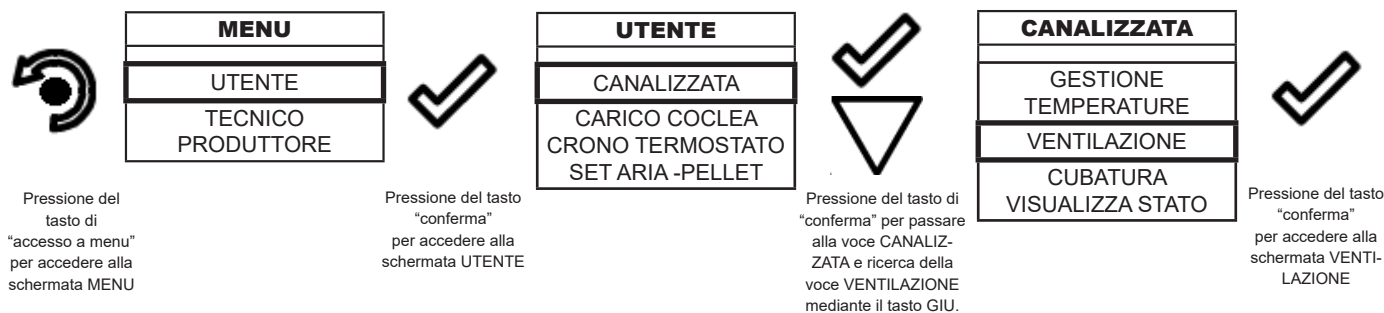 MENU
UTENTE
TECNICO
PRODUTTORE
Pressione del
tasto di
“accesso a menu”
per accedere alla
schermata MENU
Pressione del tasto
“conferma”
per accedere alla
schermata UTENTE
UTENTE
CANALIZZATA
CARICO COCLEA
CRONO TERMOSTATO
SET ARIA -PELLET
Pressione del tasto di
“conferma” per passare
alla voce CANALIZ-
ZATA e ricerca della
voce VENTILAZIONE
mediante il tasto GIU.
CANALIZZATA
GESTIONE
TEMPERATURE
VENTILAZIONE
CUBATURA
VISUALIZZA STATO
Pressione del tasto
“conferma”
per accedere alla
schermata VENTI-
LAZIONE